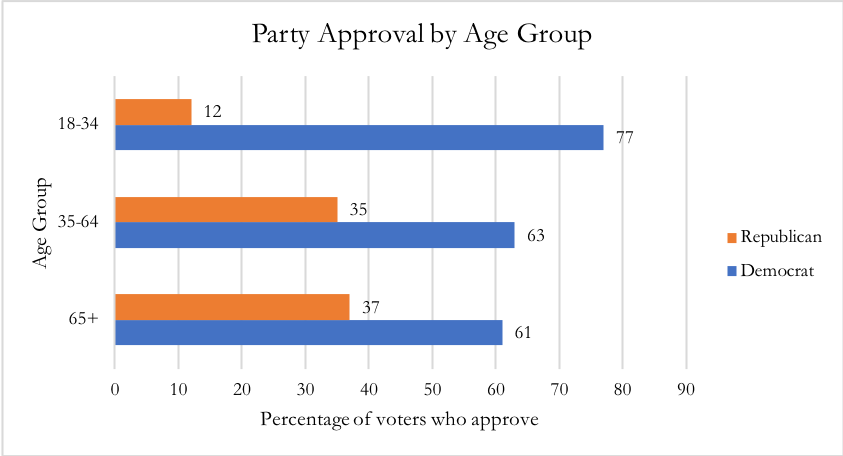 Party Approval by Age Group
12
18-34
77
35
35-64
63
37
65+
61
Age Group
Republican
Democrat
0 10 20 30 40 50 60 70 80 90
Percentage of voters who approve